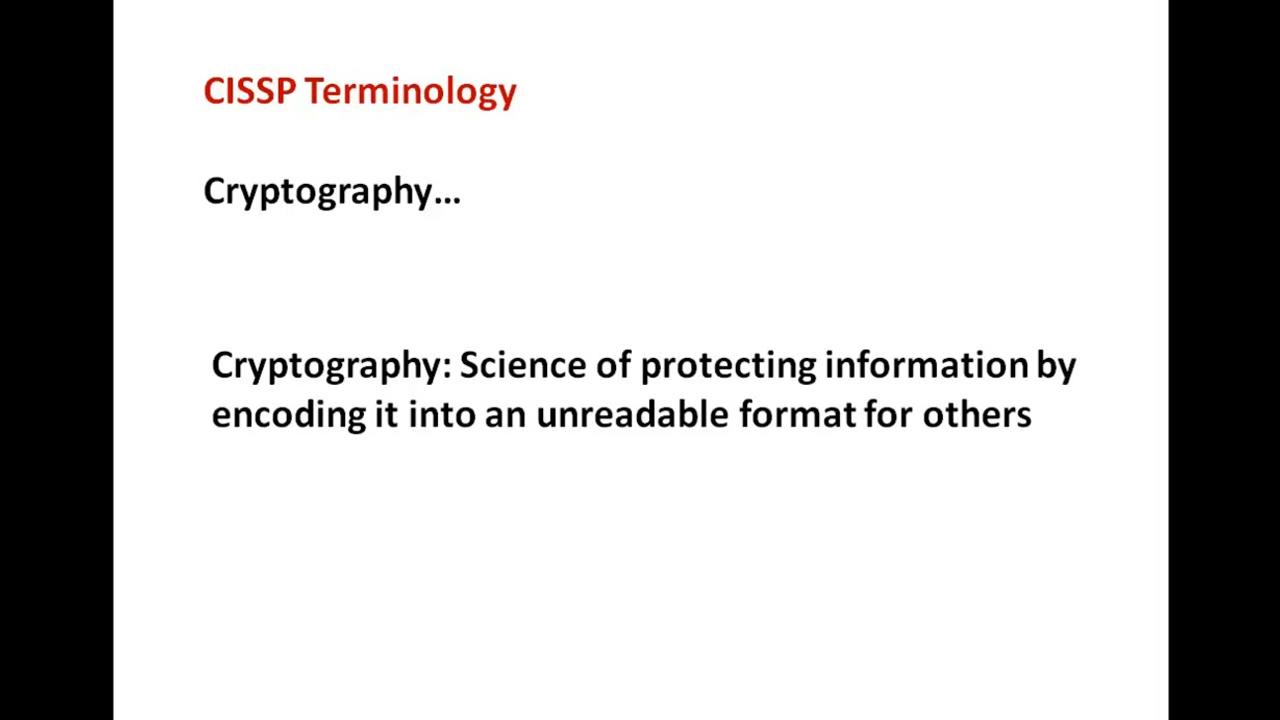 CISSP Terminology
Cryptography...
Cryptography: Science of protecting information by
encoding it into an unreadable format for others